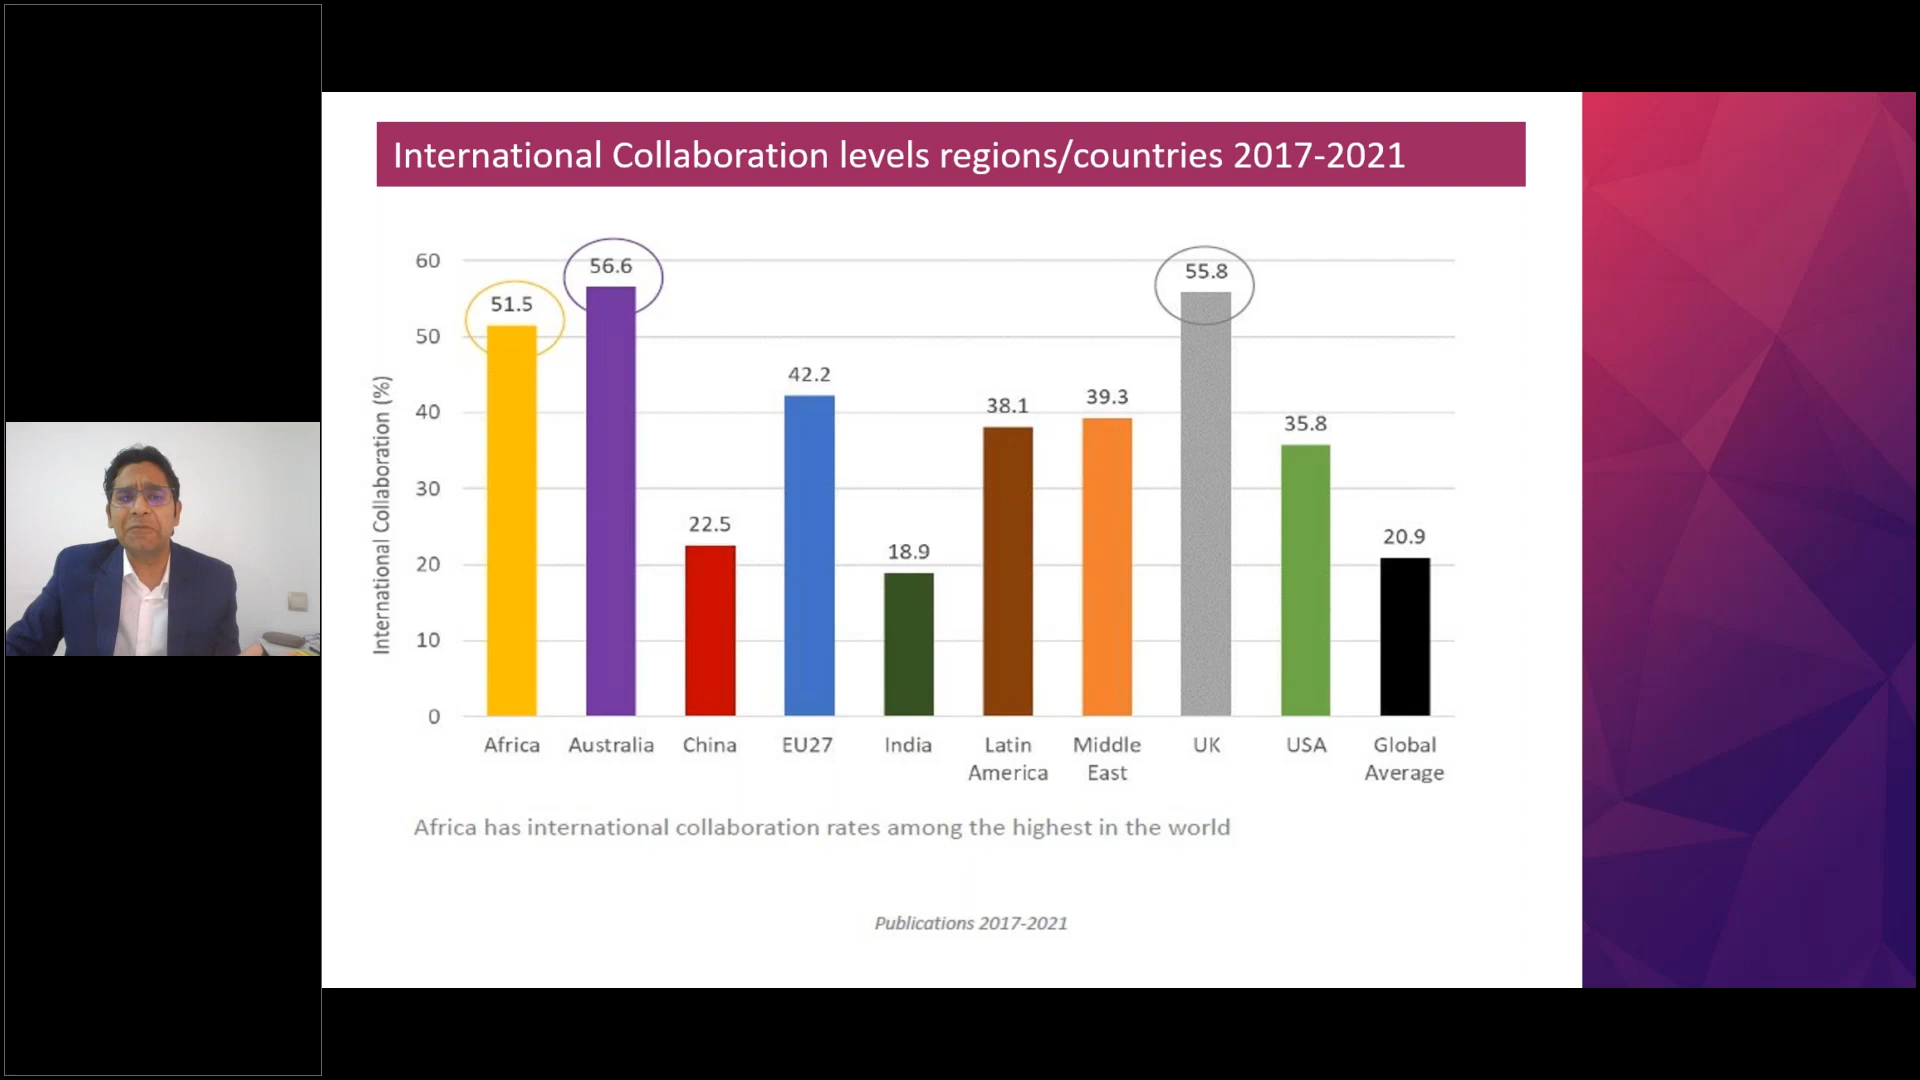 International Collaboration levels regions/countries 2017-2021
International Collaboration (%)
60
50
40
30
20
10
0
51.5
56.6
22.5
42.2
18.9
38.1
39.3
55.8
35.8
20.9
Africa
Australia
China
EU27
India
Latin
America
Middle
East
UK
USA
Global
Average
Africa has international collaboration rates among the highest in the world
Publications 2017-2021